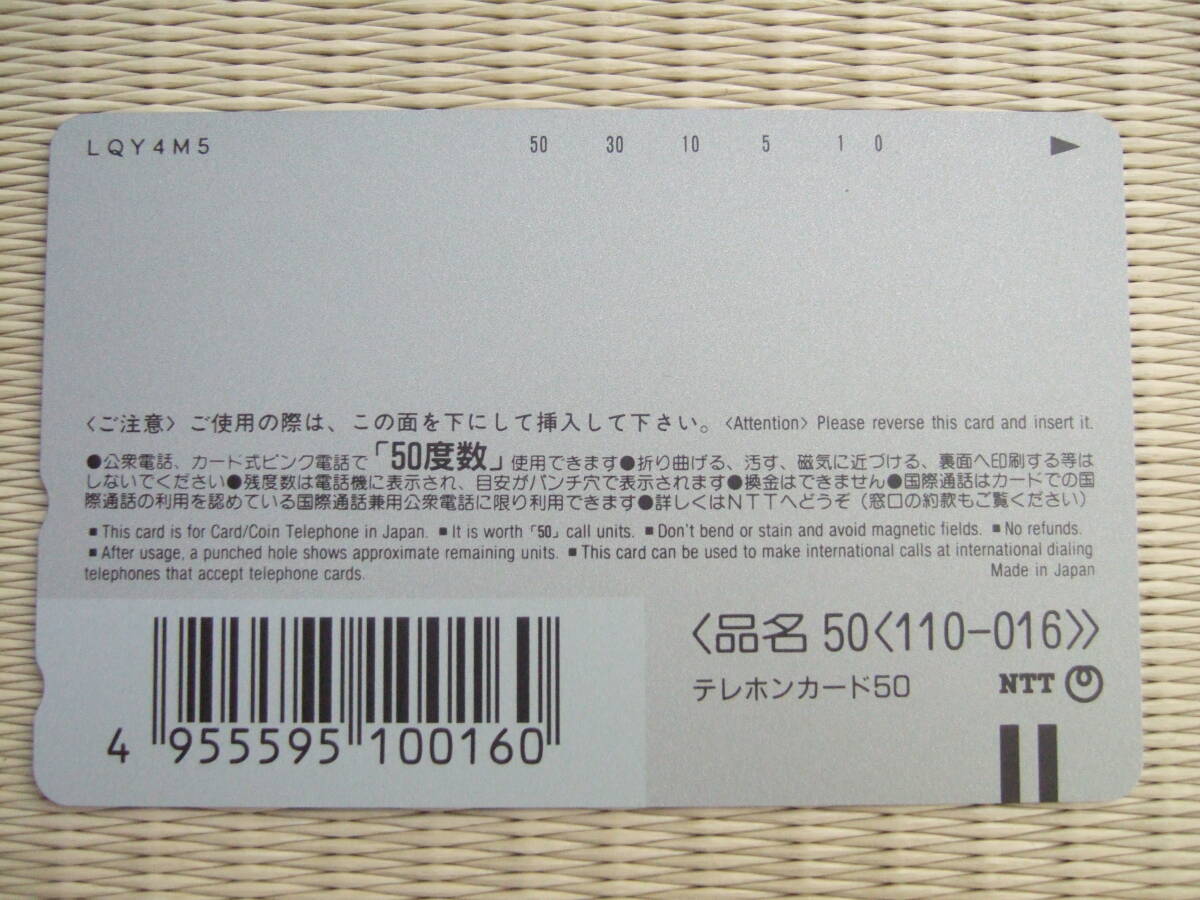 LQY4M5 50 30 10 5 1 0 ▶
〈ご注意〉ご使用の際は、この面を下にして挿入して下さい。〈Attention〉Please reverse this card and insert it.
●公衆電話、カード式ピンク電話で「50度数」使用できます●折り曲げる、汚す、磁気に近づける、裏面へ印刷する等は
しないでください●残度数は電話機に表示され、目安がパンチ穴で表示されます●換金はできません●国際通話はカードでの国
際通話の利用を認めている国際通話兼用公衆電話に限り利用できます●詳しくはNTTへどうぞ（窓口の約款もご覧ください）
■ This card is for Card/Coin Telephone in Japan. ■ It is worth「50」call units. ■ Don't bend or stain and avoid magnetic fields. ■ No refunds.
■ After usage, a punched hole shows approximate remaining units. ■ This card can be used to make international calls at international dialing
telephones that accept telephone cards. Made in Japan
〈品名 50〈110-016〉〉
テレホンカード50 NTT
4 955595 100160